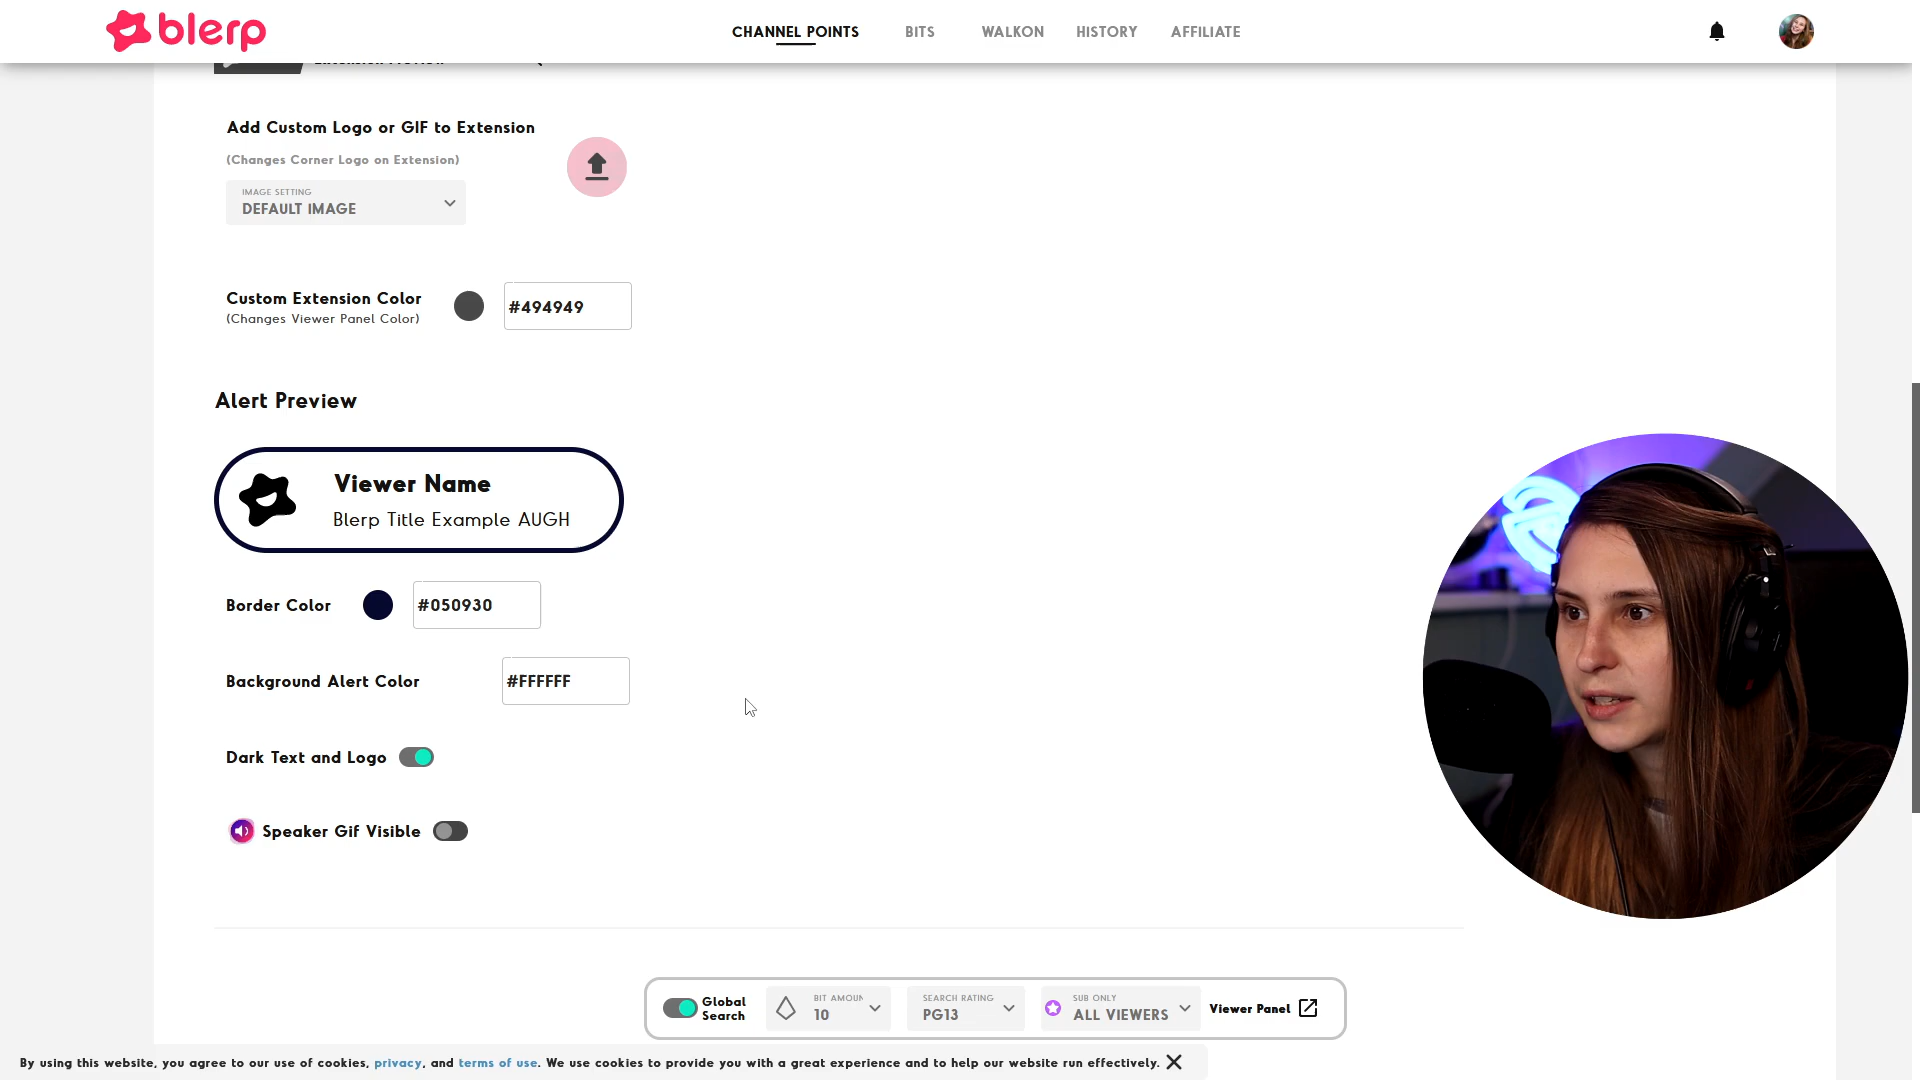 blerp
CHANNEL POINTS
BITS
WALKON
HISTORY
AFFILIATE
Add Custom Logo or GIF to Extension
(Changes Corner Logo on Extension)
IMAGE SETTING
DEFAULT IMAGE
Custom Extension Color
(Changes Viewer Panel Color)
#494949
Alert Preview
Viewer Name
Blerp Title Example AUGH
Border Color
#050930
Background Alert Color
#FFFFFF
Dark Text and Logo
Speaker Gif Visible
Global
Search
BIT AMOUN
10
SEARCH RATING
PG13
SUB ONLY
ALL VIEWERS
Viewer Panel
By using this website, you agree to our use of cookies, privacy, and terms of use. We use cookies to provide you with a great experience and to help our website run effectively.